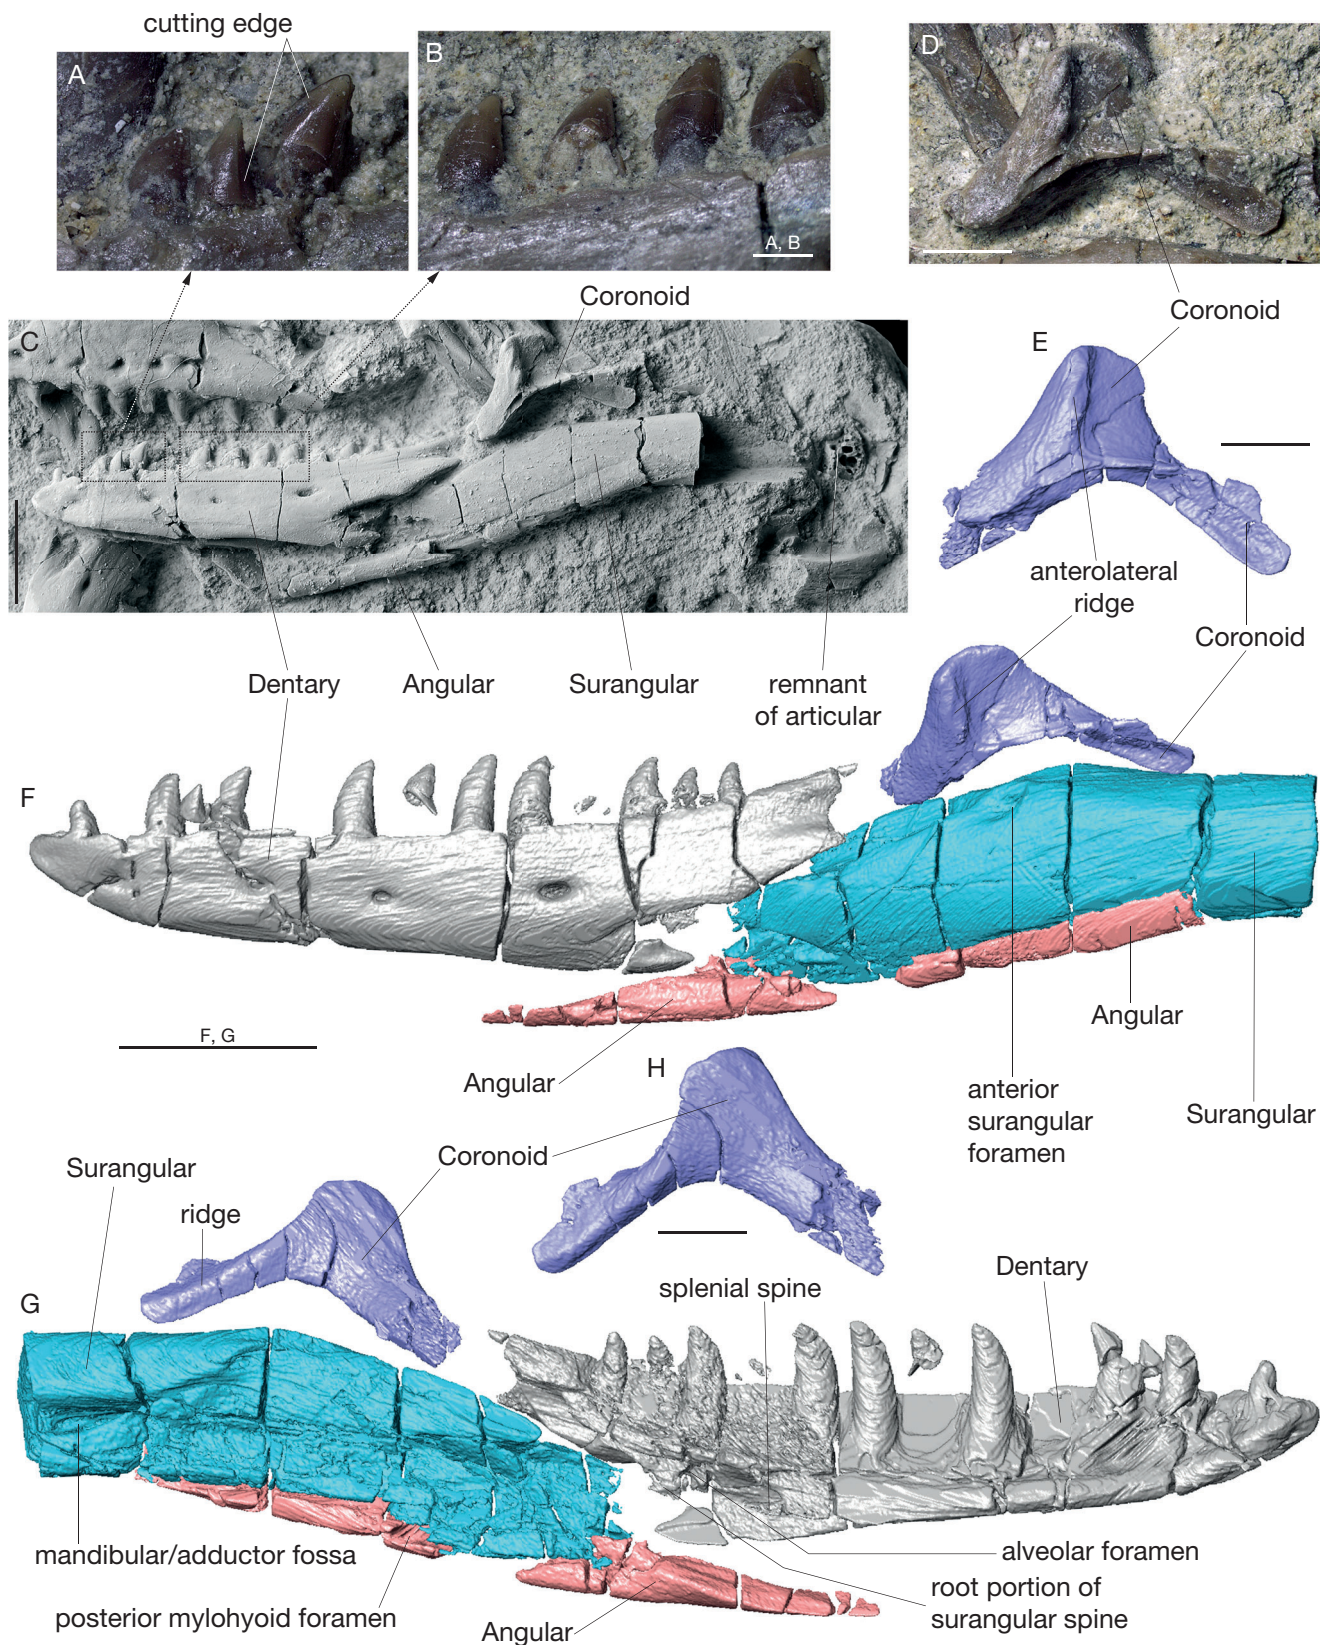 cutting edge
A
B
A, B
D
Coronoid
Coronoid
C
E
anterolateral
ridge
Coronoid
Dentary
Angular
Surangular
remnant
of articular
F
F, G
Angular
Angular
anterior
surangular
foramen
Surangular
H
Coronoid
Surangular
ridge
G
splenial spine
Dentary
mandibular/adductor fossa
posterior mylohyoid foramen
Angular
alveolar foramen
root portion of
surangular spine